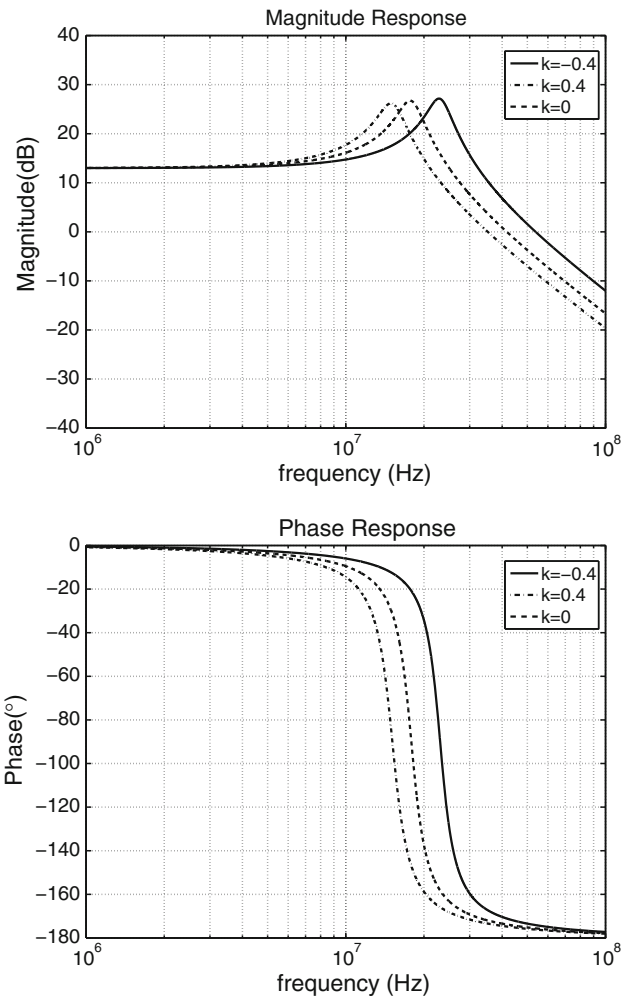 Magnitude Response
40
30
20
10
0
−10
−20
−30
−40
Magnitude(dB)
k=−0.4
k=0.4
k=0
10^6
10^7
10^8
frequency (Hz)
Phase Response
0
−20
−40
−60
−80
−100
−120
−140
−160
−180
Phase(°)
k=−0.4
k=0.4
k=0
10^6
10^7
10^8
frequency (Hz)